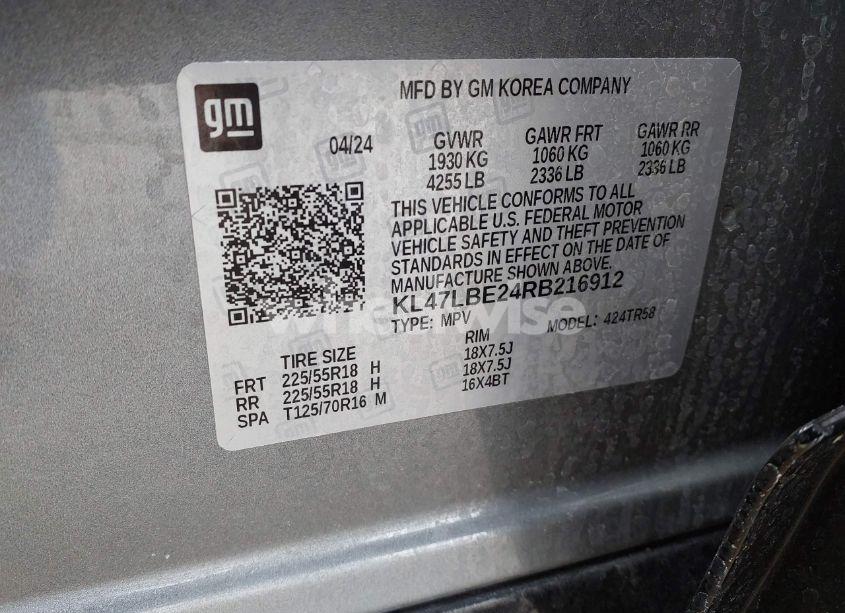 gm
MFD BY GM KOREA COMPANY
04/24 GVWR GAWR FRT GAWR RR
1930 KG 1060 KG 1060 KG
4255 LB 2336 LB 2336 LB
THIS VEHICLE CONFORMS TO ALL
APPLICABLE U.S. FEDERAL MOTOR
VEHICLE SAFETY AND THEFT PREVENTION
STANDARDS IN EFFECT ON THE DATE OF
MANUFACTURE SHOWN ABOVE.
KL47LBE24RB216912
TYPE: MPV MODEL: 424TR58
TIRE SIZE RIM
FRT 225/55R18 H 18X7.5J
RR 225/55R18 H 18X7.5J
SPA T125/70R16 M 16X4BT